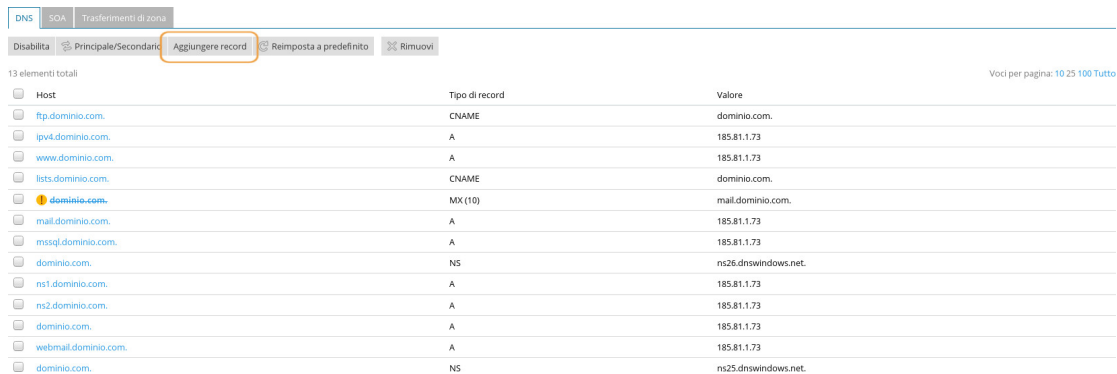 DNS SOA Trasferimenti di zona
Disabilita Principale/Secondario Aggiungere record Reimposta a predefinito Rimuovi
13 elementi totali Voci per pagina: 10 25 100 Tutto
Host Tipo di record Valore
ftp.dominio.com. CNAME dominio.com.
ipv4.dominio.com. A 185.81.1.73
www.dominio.com. A 185.81.1.73
lists.dominio.com. CNAME dominio.com.
dominio.com. MX (10) mail.dominio.com.
mail.dominio.com. A 185.81.1.73
mssql.dominio.com. A 185.81.1.73
dominio.com. NS ns26.dnswindows.net.
ns1.dominio.com. A 185.81.1.73
ns2.dominio.com. A 185.81.1.73
dominio.com. A 185.81.1.73
webmail.dominio.com. A 185.81.1.73
dominio.com. NS ns25.dnswindows.net.